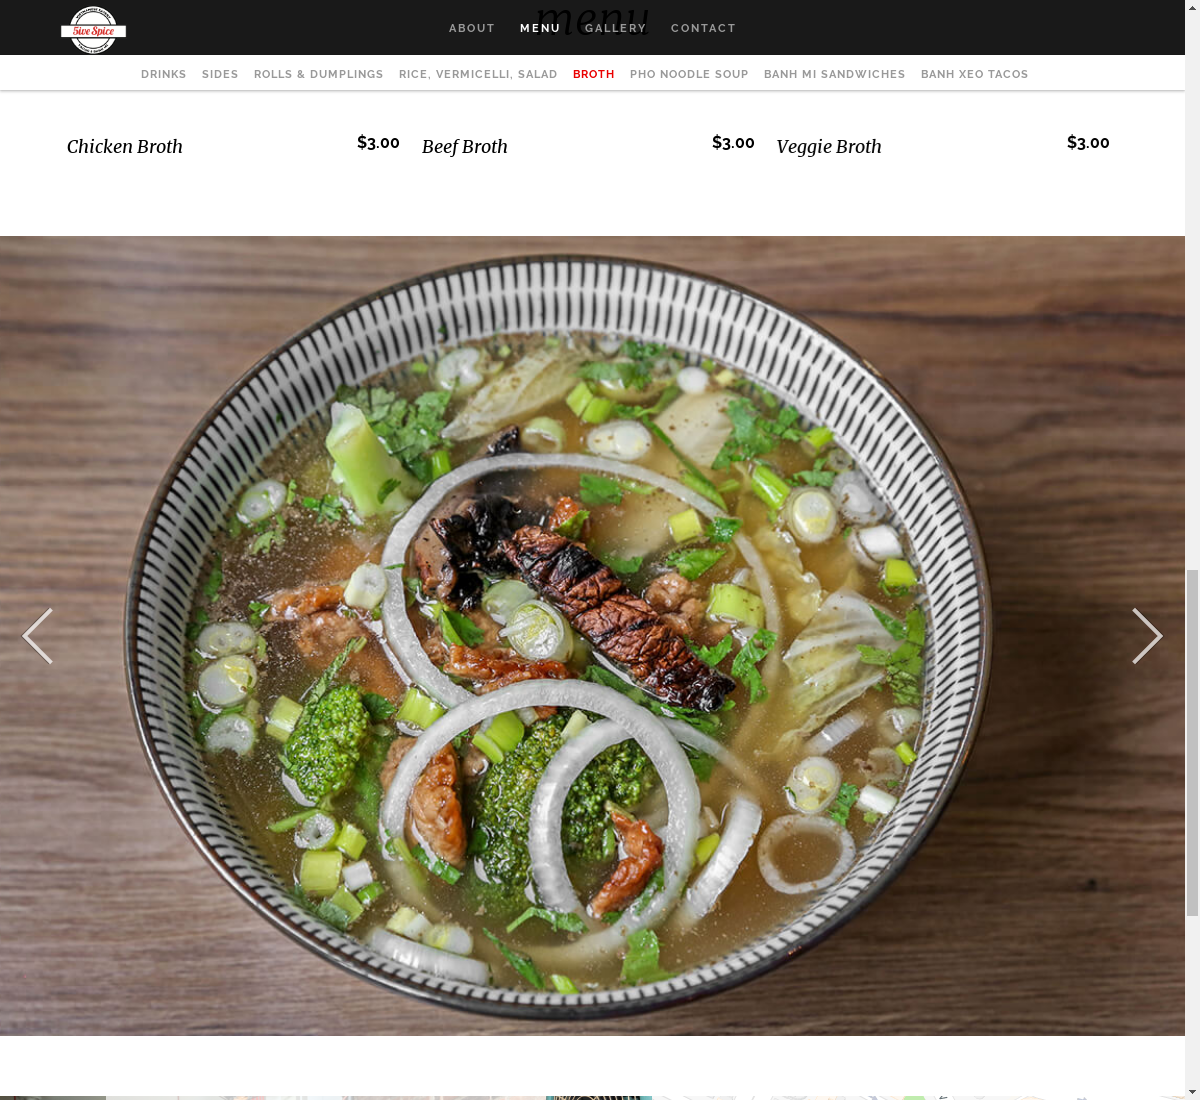 menu
5ive Spice
ABOUT MENU GALLERY CONTACT
DRINKS SIDES ROLLS & DUMPLINGS RICE, VERMICELLI, SALAD BROTH PHO NOODLE SOUP BANH MI SANDWICHES BANH XEO TACOS
Chicken Broth $3.00 Beef Broth $3.00 Veggie Broth $3.00